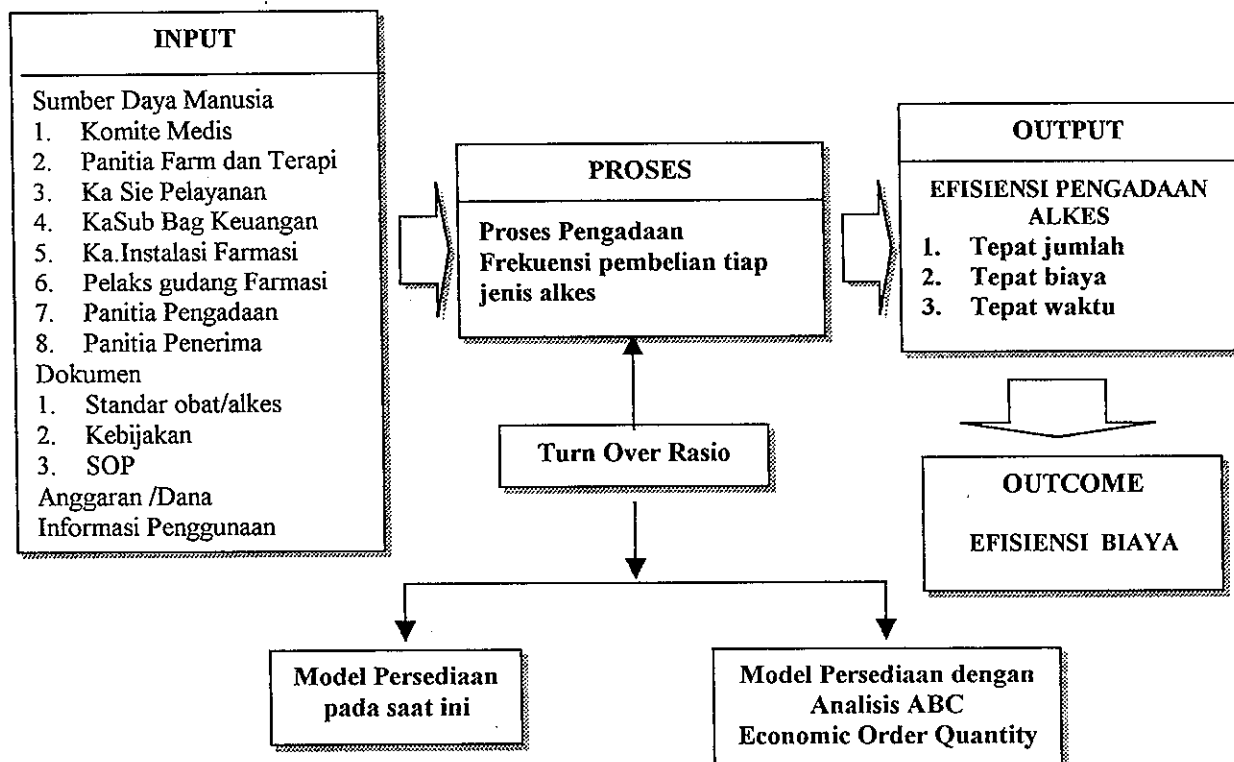 INPUT
Sumber Daya Manusia
1. Komite Medis
2. Panitia Farm dan Terapi
3. Ka Sie Pelayanan
4. KaSub Bag Keuangan
5. Ka.Instalasi Farmasi
6. Pelaks gudang Farmasi
7. Panitia Pengadaan
8. Panitia Penerima
Dokumen
1. Standar obat/alkes
2. Kebijakan
3. SOP
Anggaran /Dana
Informasi Penggunaan
PROSES
Proses Pengadaan
Frekuensi pembelian tiap
jenis alkes
OUTPUT
EFISIENSI PENGADAAN
ALKES
1. Tepat jumlah
2. Tepat biaya
3. Tepat waktu
Turn Over Rasio
OUTCOME
EFISIENSI BIAYA
Model Persediaan
pada saat ini
Model Persediaan dengan
Analisis ABC
Economic Order Quantity